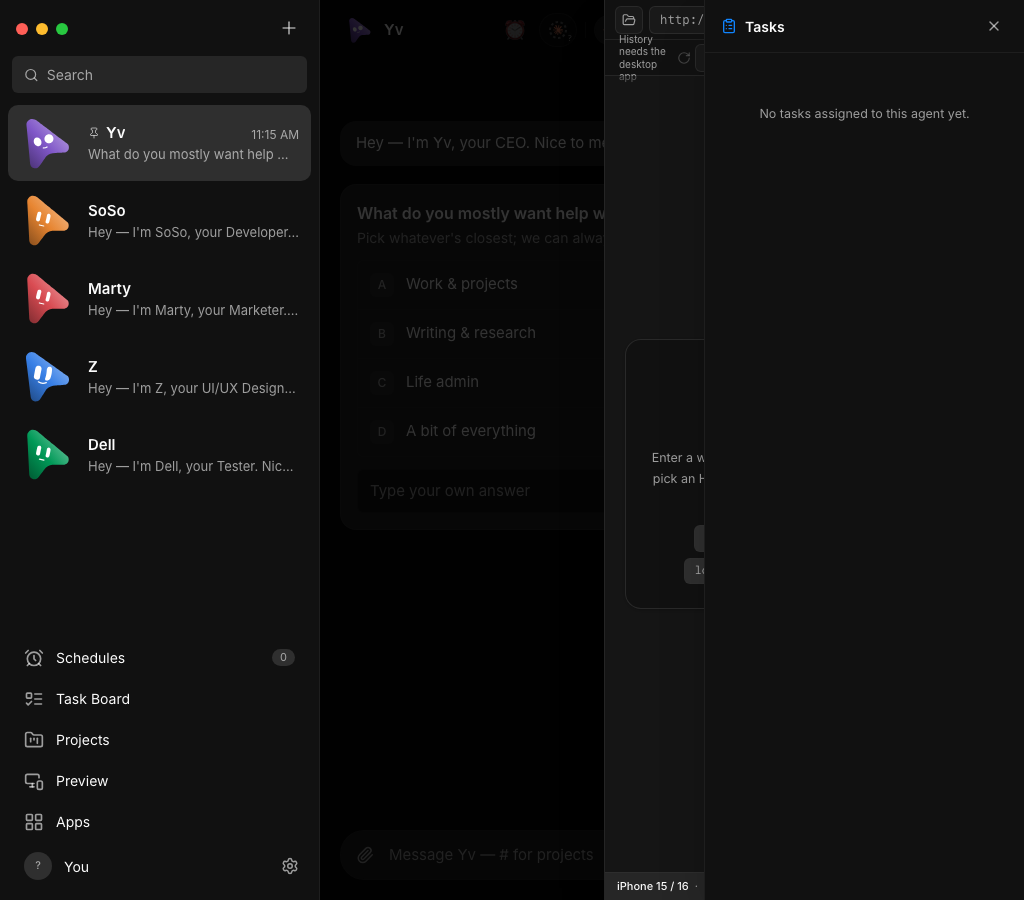 Search
Yv
11:15 AM
What do you mostly want help ...
SoSo
Hey — I'm SoSo, your Developer...
Marty
Hey — I'm Marty, your Marketer....
Z
Hey — I'm Z, your UI/UX Design...
Dell
Hey — I'm Dell, your Tester. Nic...
Schedules
0
Task Board
Projects
Preview
Apps
?
You
Yv
Hey — I'm Yv, your CEO. Nice to me
What do you mostly want help w
Pick whatever's closest; we can alwa
A
Work & projects
B
Writing & research
C
Life admin
D
A bit of everything
Type your own answer
Message Yv — # for projects
http:/
History
needs the
desktop
app
Enter a w
pick an H
iPhone 15 / 16 ·
Tasks
No tasks assigned to this agent yet.